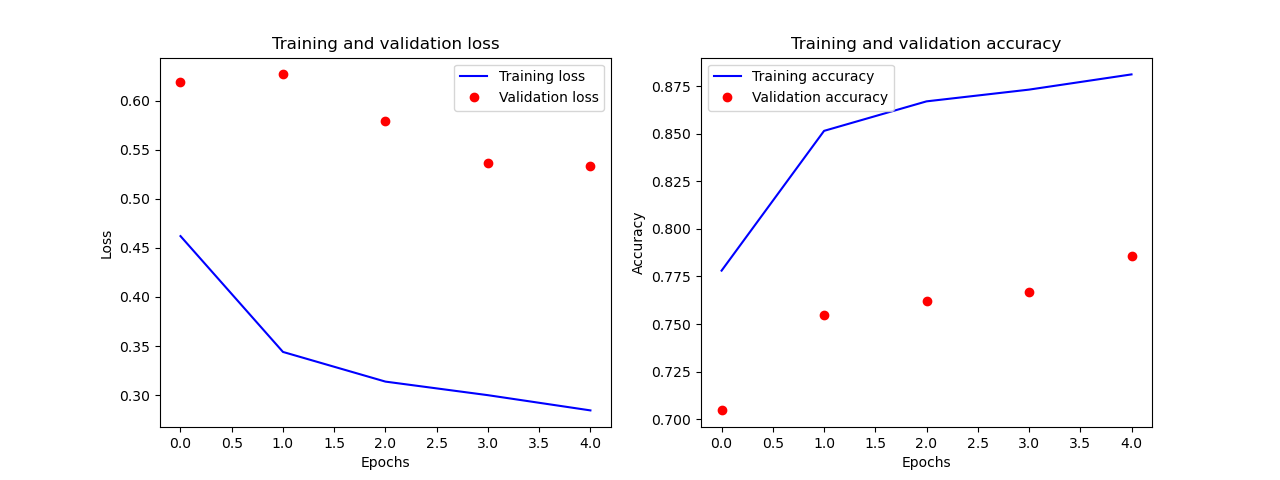 Training and validation loss
Training loss
Validation loss
0.60
0.55
0.50
0.45
0.40
0.35
0.30
Loss
0.0 0.5 1.0 1.5 2.0 2.5 3.0 3.5 4.0
Epochs
Training and validation accuracy
Training accuracy
Validation accuracy
0.875
0.850
0.825
0.800
0.775
0.750
0.725
0.700
Accuracy
0.0 0.5 1.0 1.5 2.0 2.5 3.0 3.5 4.0
Epochs